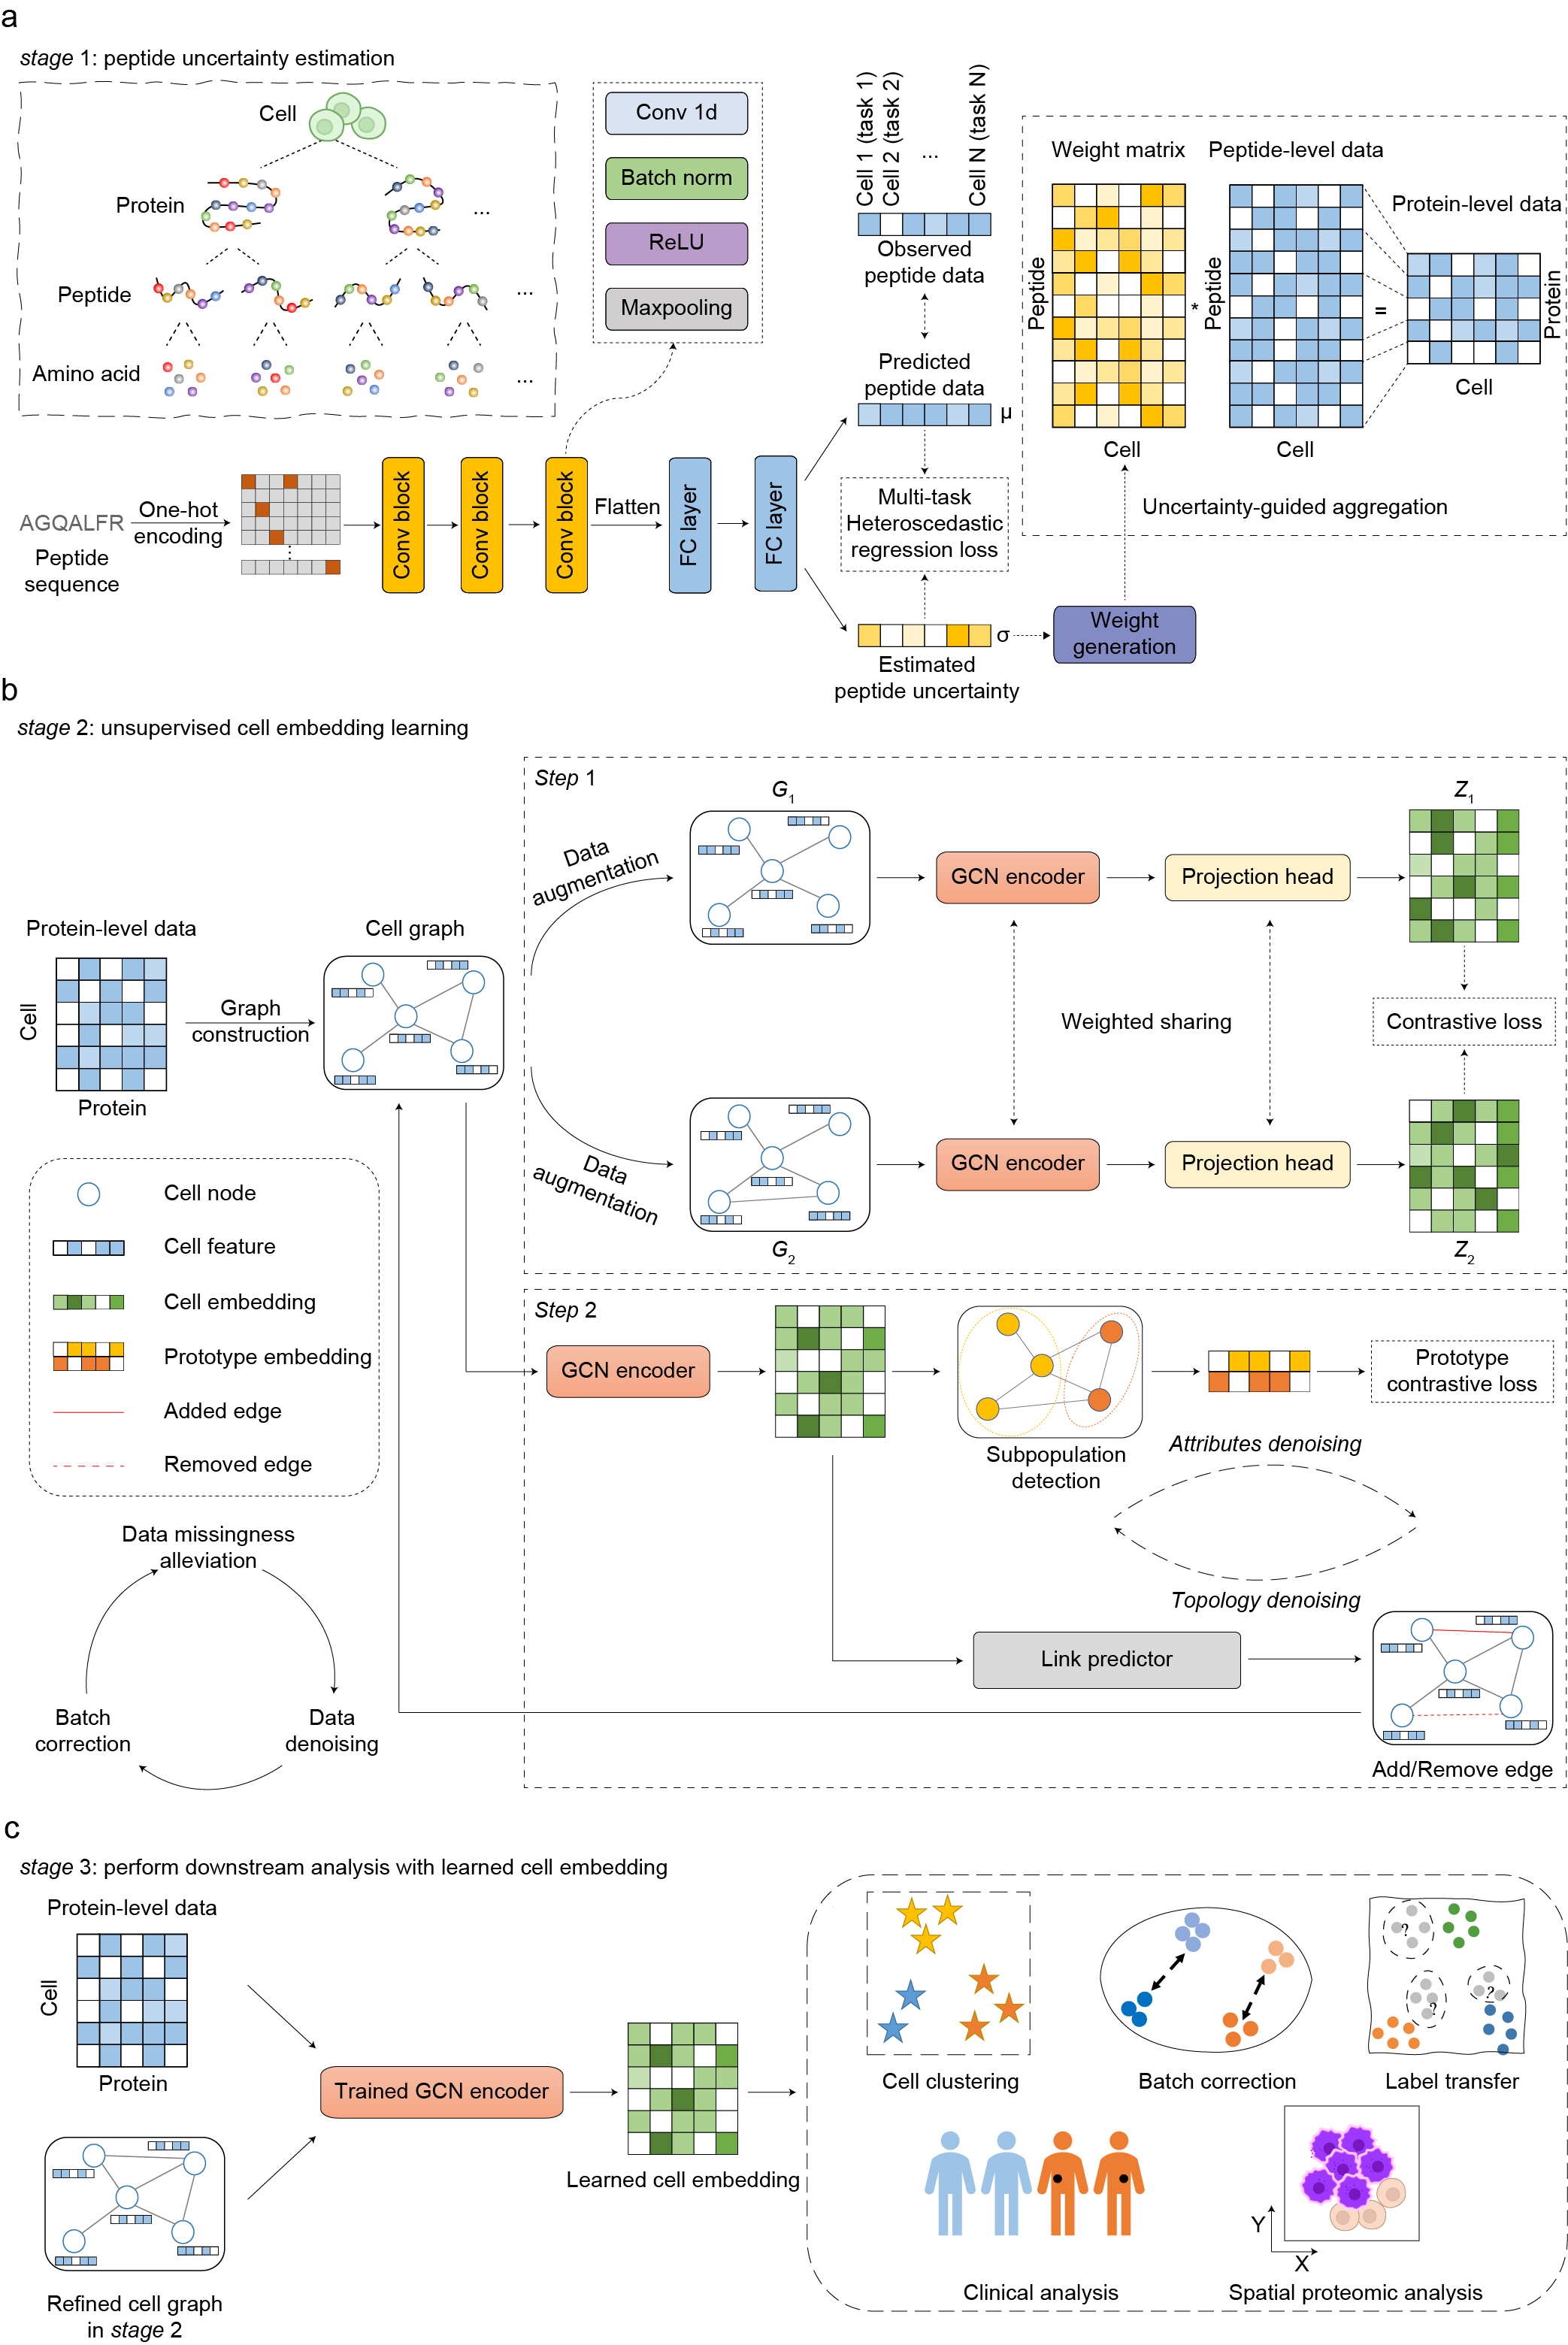 a
stage 1: peptide uncertainty estimation
Cell
Protein
...
Peptide
...
Amino acid
...
Conv 1d
Batch norm
ReLU
Maxpooling
Cell 1 (task 1)
Cell 2 (task 2)
...
Cell N (task N)
Observed
peptide data
Predicted
peptide data
μ
Multi-task
Heteroscedastic
regression loss
σ
Estimated
peptide uncertainty
Weight matrix
Peptide
Cell
*
Peptide-level data
Peptide
Cell
=
Protein-level data
Protein
Cell
Uncertainty-guided aggregation
Weight
generation
AGQALFR
Peptide
sequence
One-hot
encoding
Conv block
Conv block
Conv block
Flatten
FC layer
FC layer
b
stage 2: unsupervised cell embedding learning
Protein-level data
Cell
Protein
Graph
construction
Cell graph
Step 1
Data
augmentation
G1
GCN encoder
Projection head
Z1
Weighted sharing
Contrastive loss
Data
augmentation
G2
GCN encoder
Projection head
Z2
Cell node
Cell feature
Cell embedding
Prototype embedding
Added edge
Removed edge
Data missingness
alleviation
Batch
correction
Data
denoising
Step 2
GCN encoder
Subpopulation
detection
Prototype
contrastive loss
Attributes denoising
Topology denoising
Link predictor
Add/Remove edge
c
stage 3: perform downstream analysis with learned cell embedding
Protein-level data
Cell
Protein
Refined cell graph
in stage 2
Trained GCN encoder
Learned cell embedding
Cell clustering
Batch correction
?
?
?
Label transfer
Clinical analysis
Y
X
Spatial proteomic analysis